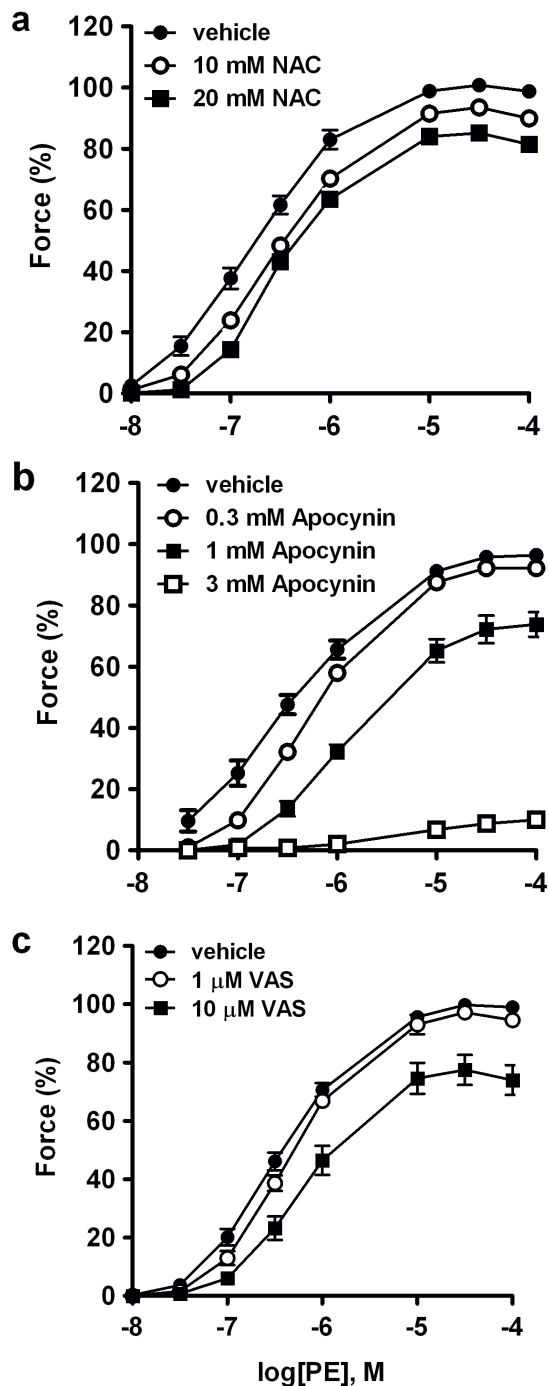 a
120
100
80
60
40
20
0
Force (%)
vehicle
10 mM NAC
20 mM NAC
-8 -7 -6 -5 -4
b
120
100
80
60
40
20
0
Force (%)
vehicle
0.3 mM Apocynin
1 mM Apocynin
3 mM Apocynin
-8 -7 -6 -5 -4
c
120
100
80
60
40
20
0
Force (%)
vehicle
1 μM VAS
10 μM VAS
-8 -7 -6 -5 -4
log[PE], M